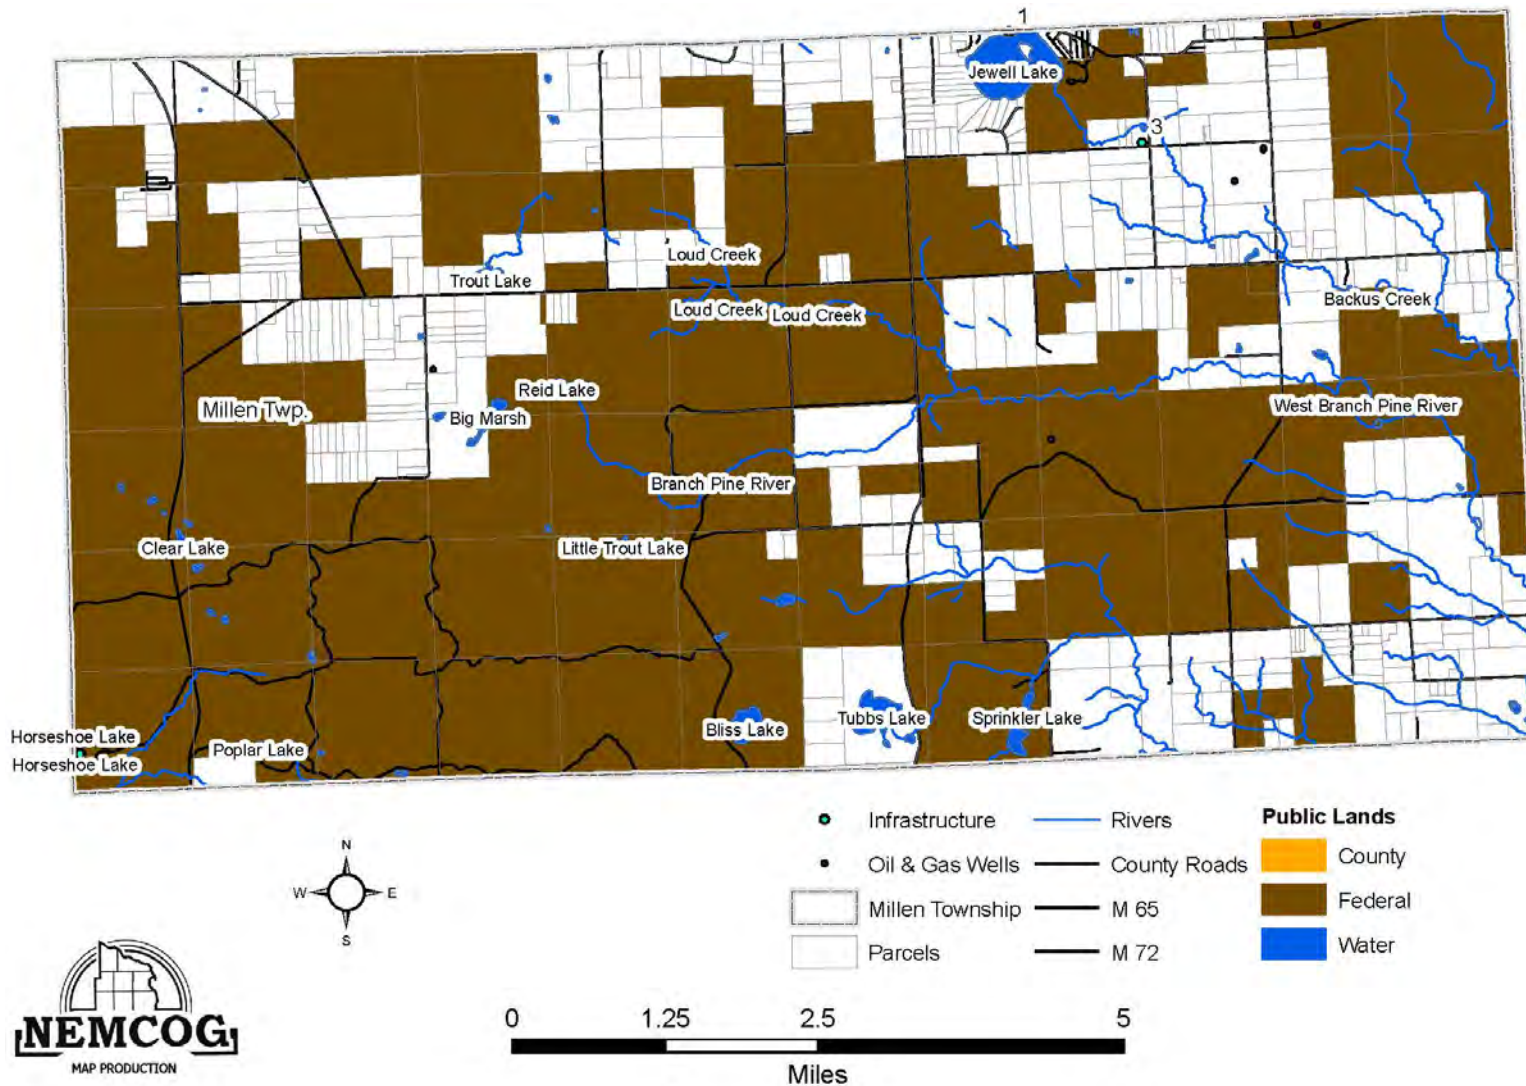 1
Jewell Lake
3
Loud Creek
Trout Lake
Loud Creek
Loud Creek
Backus Creek
Reid Lake
Millen Twp.
Big Marsh
West Branch Pine River
Branch Pine River
Clear Lake
Little Trout Lake
Horseshoe Lake
Horseshoe Lake
Poplar Lake
Bliss Lake
Tubbs Lake
Sprinkler Lake
Infrastructure
Oil & Gas Wells
Millen Township
Parcels
Rivers
County Roads
M 65
M 72
Public Lands
County
Federal
Water
N
W
E
S
NEMCOG
MAP PRODUCTION
0 1.25 2.5 5
Miles